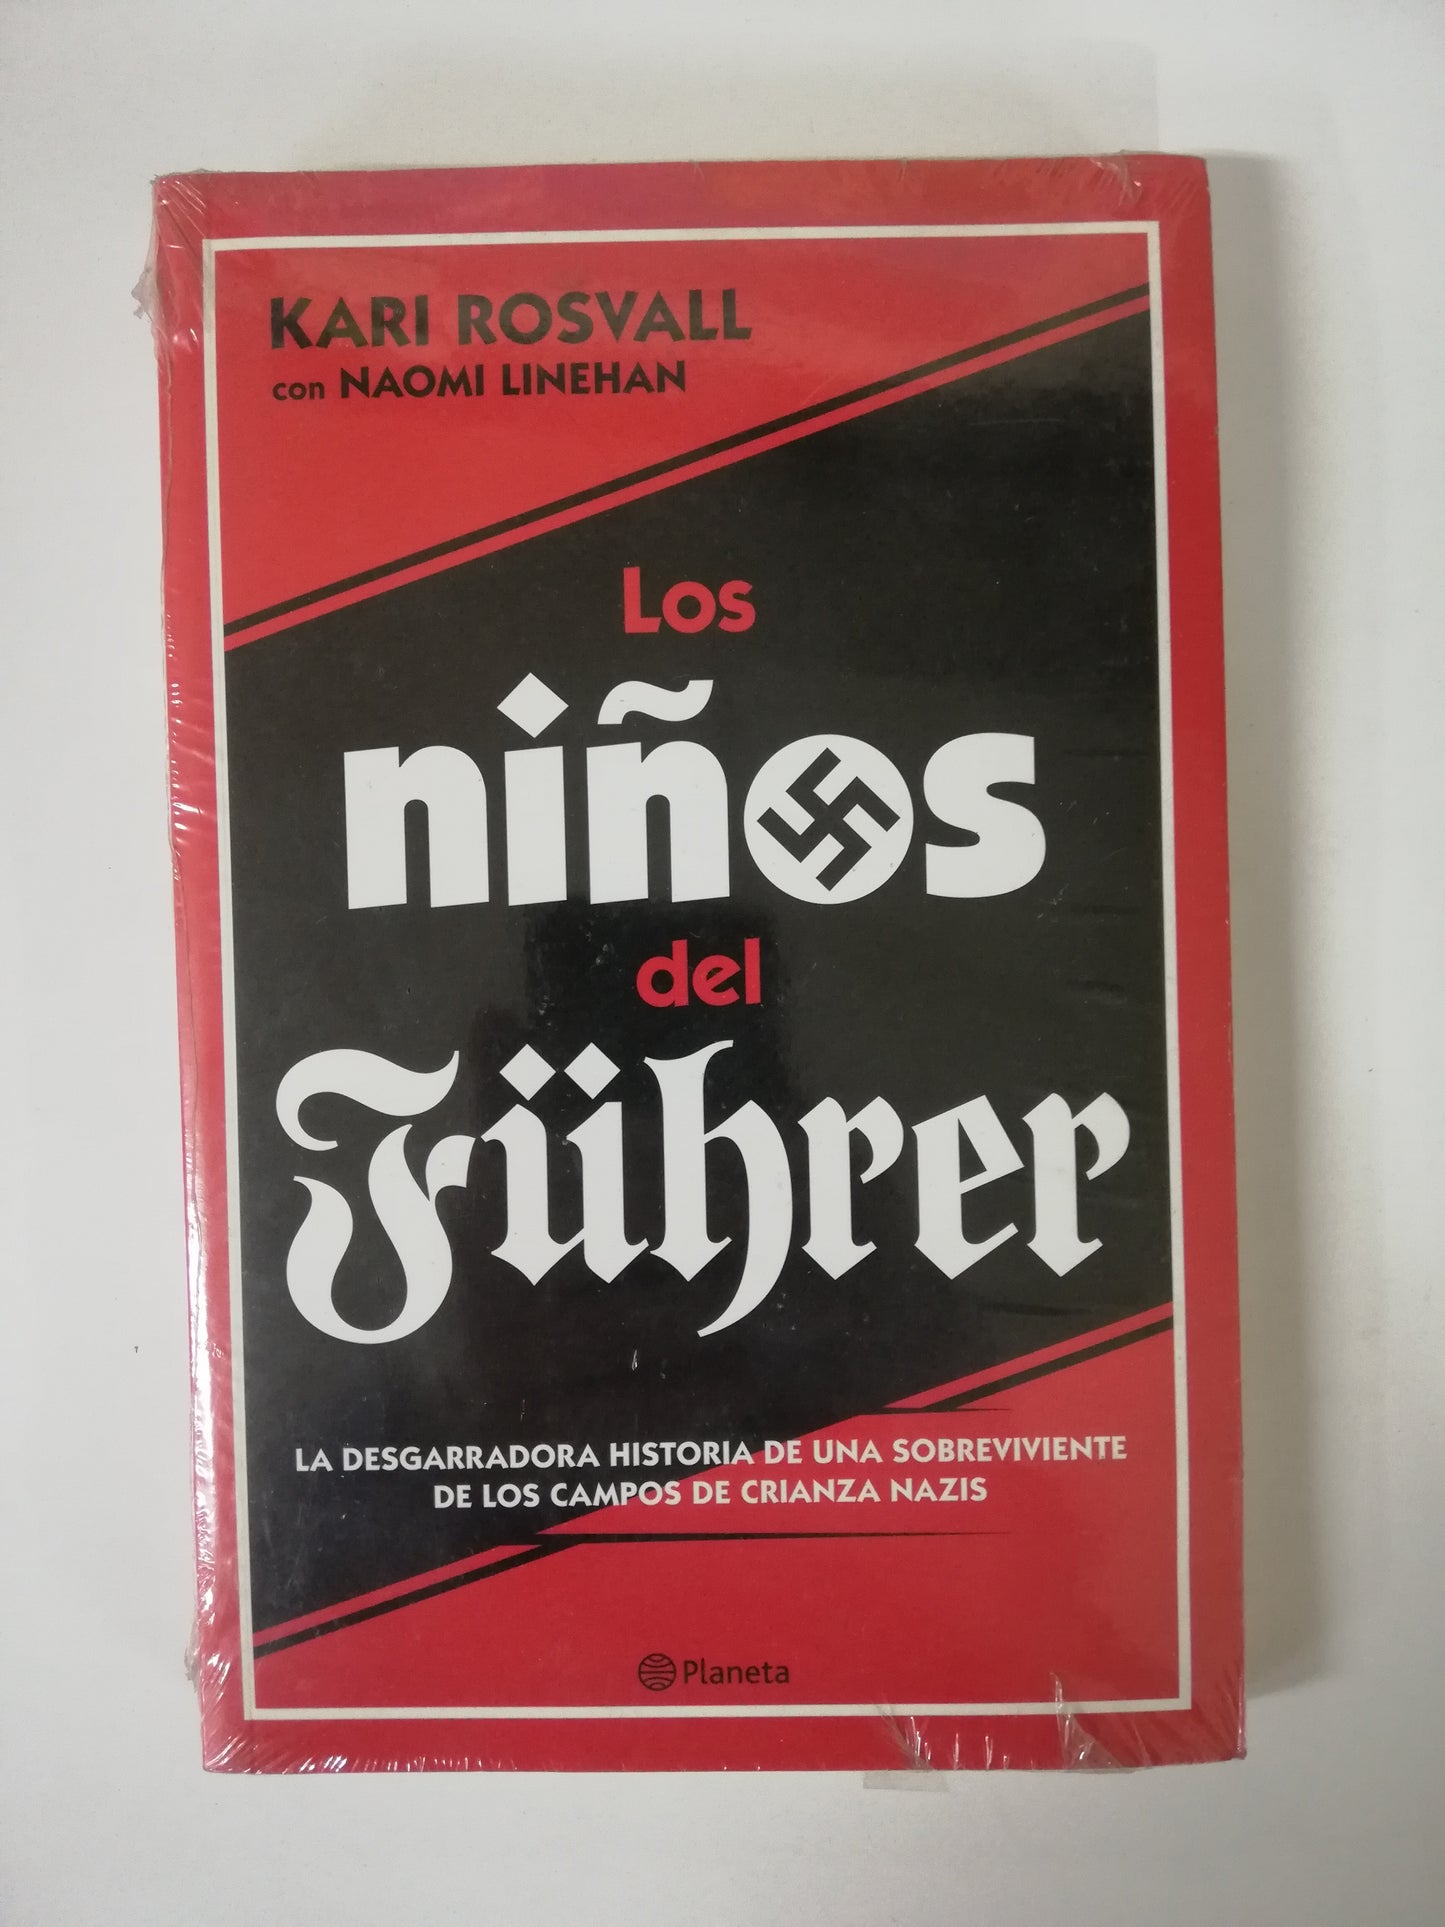 KARI ROSVALL
con NAOMI LINEHAN
Los
niños
del
Führer
LA DESGARRADORA HISTORIA DE UNA SOBREVIVIENTE
DE LOS CAMPOS DE CRIANZA NAZIS
Planeta